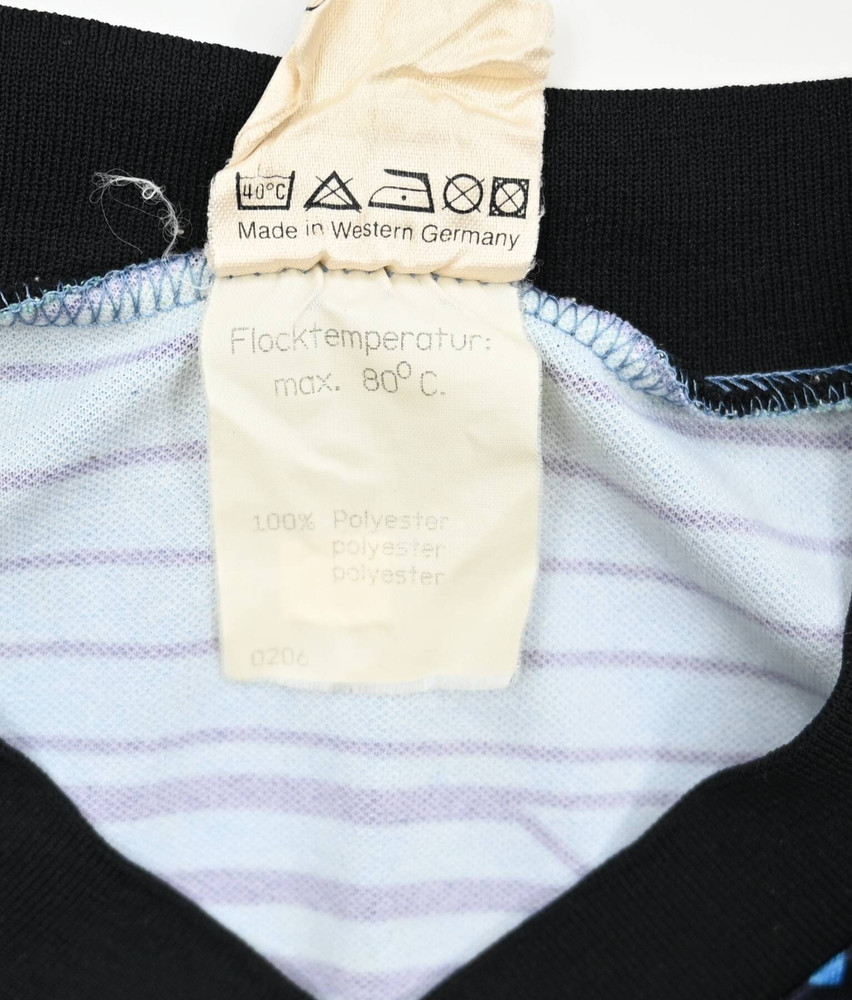 40°C
Made in Western Germany
Flocktemperatur:
max. 80° C.
100% Polyester
polyester
polyester
0206